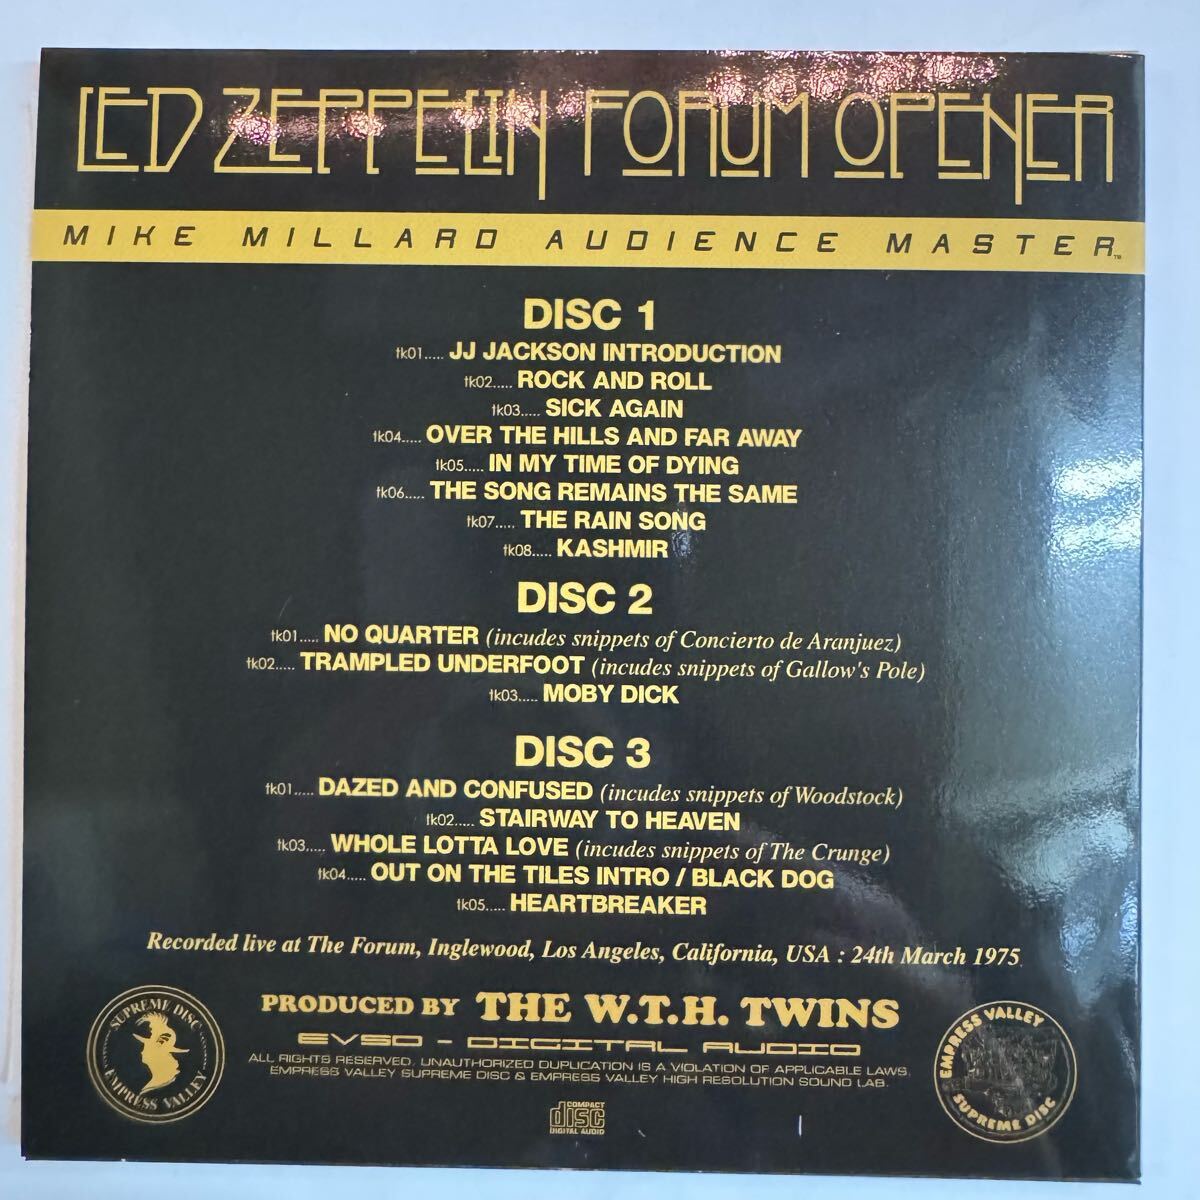 LED ZEPPELIN FORUM OPENER
MIKE MILLARD AUDIENCE MASTER™
DISC 1
tk01..... JJ JACKSON INTRODUCTION
tk02..... ROCK AND ROLL
tk03..... SICK AGAIN
tk04..... OVER THE HILLS AND FAR AWAY
tk05..... IN MY TIME OF DYING
tk06..... THE SONG REMAINS THE SAME
tk07..... THE RAIN SONG
tk08..... KASHMIR
DISC 2
tk01..... NO QUARTER (incudes snippets of Concierto de Aranjuez)
tk02..... TRAMPLED UNDERFOOT (incudes snippets of Gallow's Pole)
tk03..... MOBY DICK
DISC 3
tk01..... DAZED AND CONFUSED (incudes snippets of Woodstock)
tk02..... STAIRWAY TO HEAVEN
tk03..... WHOLE LOTTA LOVE (incudes snippets of The Crunge)
tk04..... OUT ON THE TILES INTRO / BLACK DOG
tk05..... HEARTBREAKER
Recorded live at The Forum, Inglewood, Los Angeles, California, USA : 24th March 1975
PRODUCED BY THE W.T.H. TWINS
EVSD - DIGITAL AUDIO
ALL RIGHTS RESERVED. UNAUTHORIZED DUPLICATION IS A VIOLATION OF APPLICABLE LAWS.
EMPRESS VALLEY SUPREME DISC & EMPRESS VALLEY HIGH RESOLUTION SOUND LAB.
SUPREME DISC
EMPRESS VALLEY
EMPRESS VALLEY
SUPREME DISC
COMPACT
disc
DIGITAL AUDIO